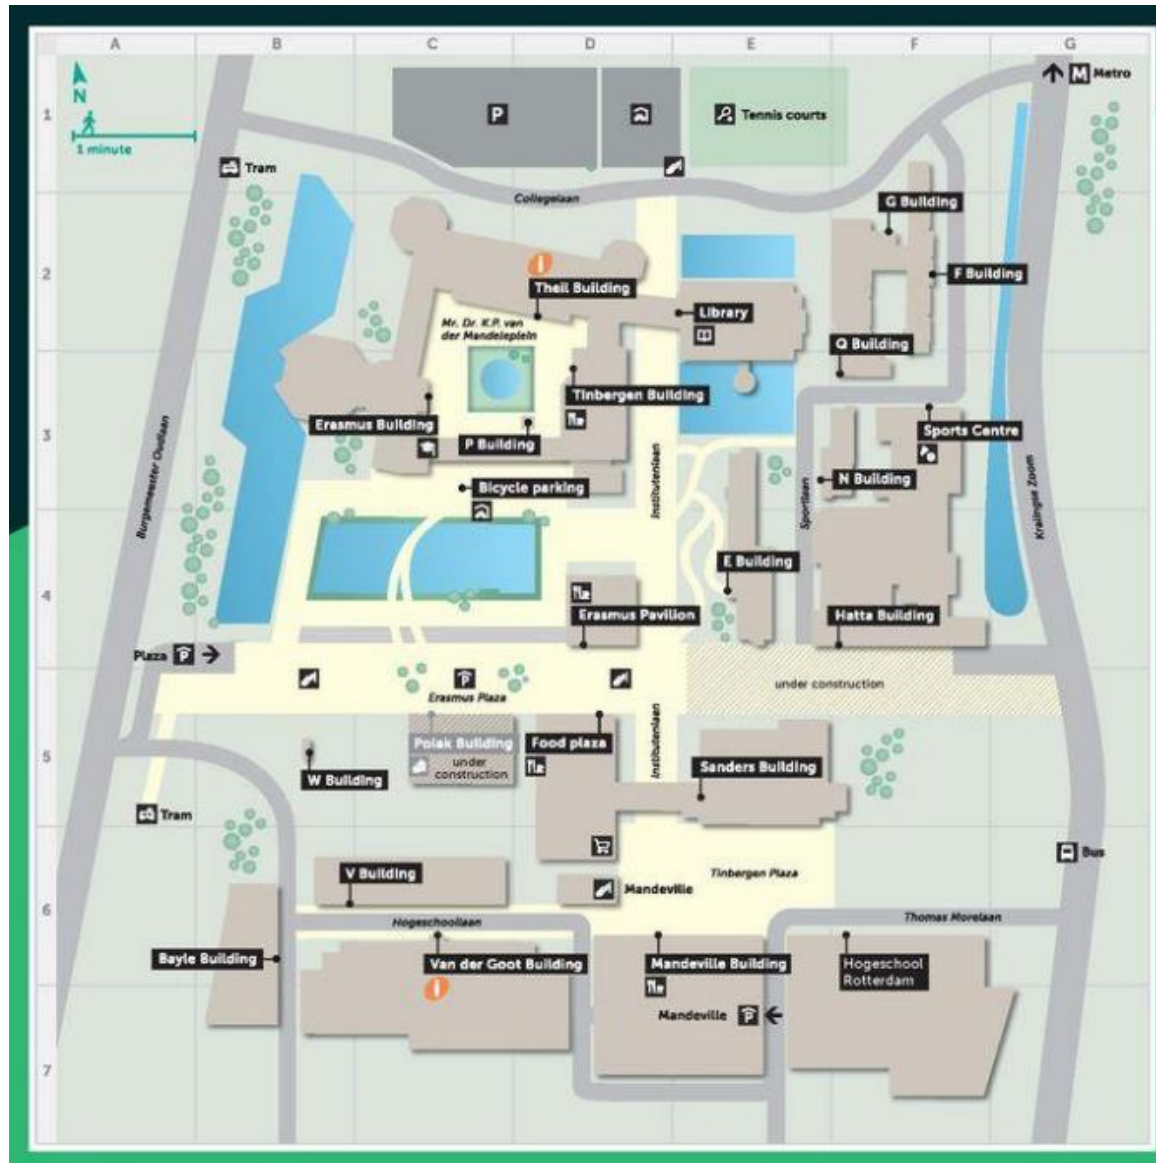 A B C D E F G
1
2
3
4
5
6
7
N
1 minute
P
Tennis courts
M Metro
Tram
Collegelaan
G Building
F Building
Theil Building
Library
Mr. Dr. K.P. van
der Mandeleplein
Q Building
Tinbergen Building
Erasmus Building
P Building
Sports Centre
Bicycle parking
N Building
Burgemeester Oudlaan
Institutenlaan
Sportlaan
Kralingse Zoom
E Building
Erasmus Pavilion
Hatta Building
Plaza P
P
Erasmus Plaza
under construction
Institutenlaan
Polak Building
under
construction
Food plaza
W Building
Sanders Building
Tram
Bus
V Building
Mandeville
Tinbergen Plaza
Hogeschoollaan
Thomas Morelaan
Bayle Building
Van der Goot Building
Mandeville Building
Hogeschool
Rotterdam
Mandeville P